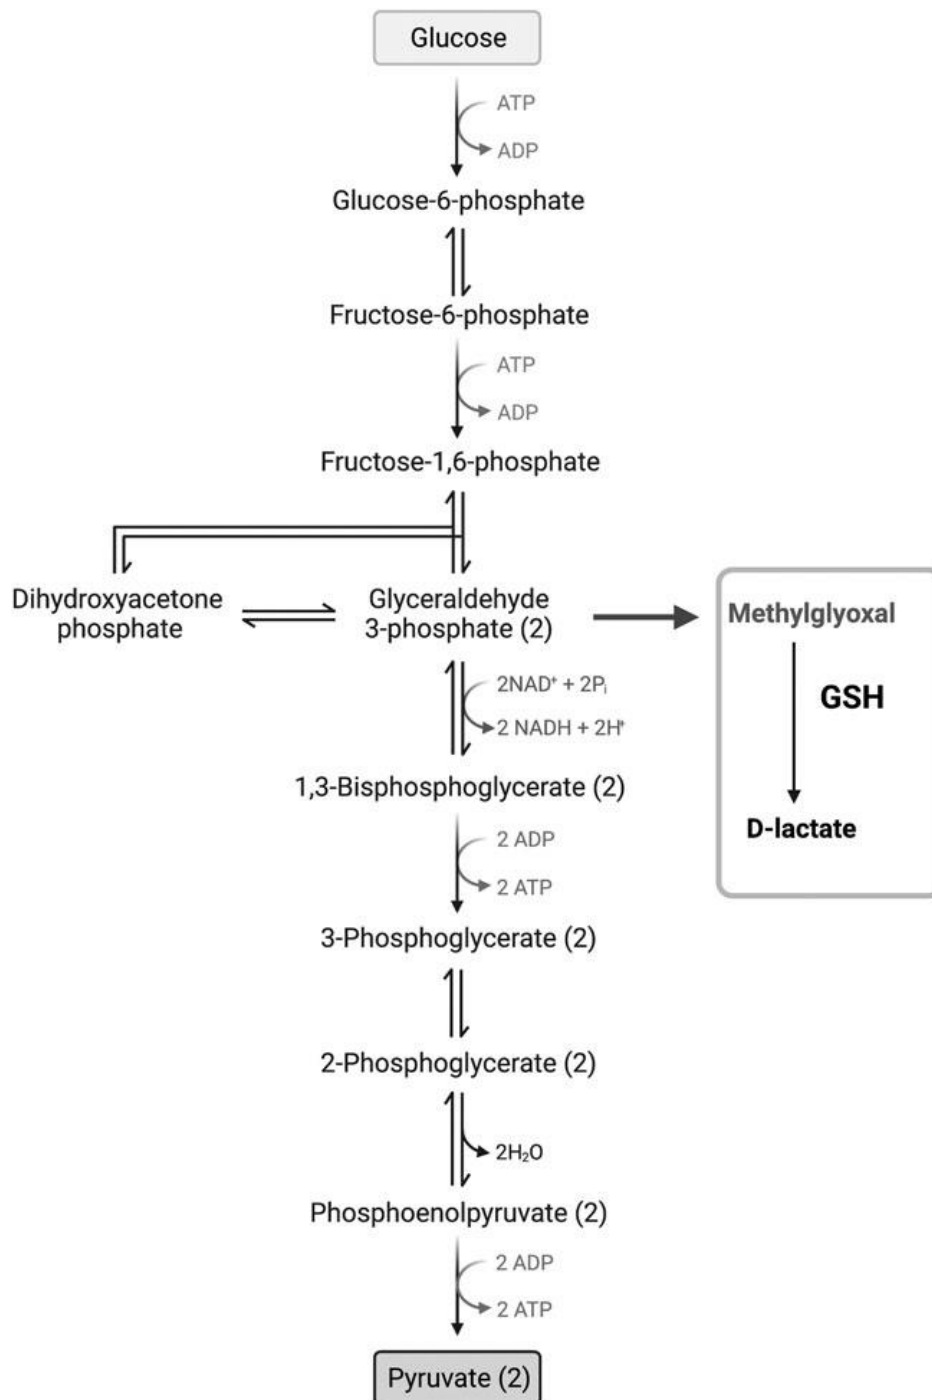 Glucose
ATP
ADP
Glucose-6-phosphate
Fructose-6-phosphate
ATP
ADP
Fructose-1,6-phosphate
Dihydroxyacetone
phosphate
Glyceraldehyde
3-phosphate (2)
Methylglyoxal
GSH
D-lactate
2NAD⁺ + 2Pᵢ
2 NADH + 2H⁺
1,3-Bisphosphoglycerate (2)
2 ADP
2 ATP
3-Phosphoglycerate (2)
2-Phosphoglycerate (2)
2H₂O
Phosphoenolpyruvate (2)
2 ADP
2 ATP
Pyruvate (2)